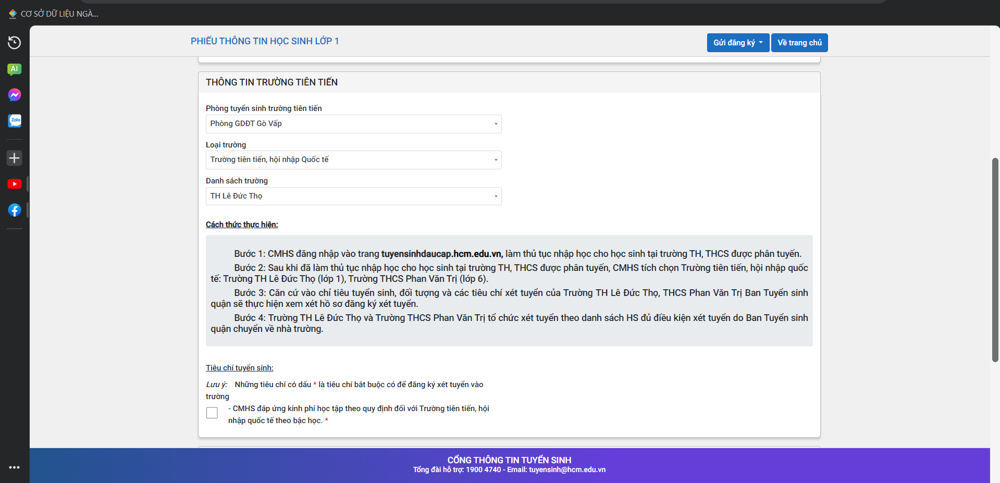 CƠ SỞ DỮ LIỆU NGÀ...
AI
Zalo
PHIẾU THÔNG TIN HỌC SINH LỚP 1
Gửi đăng ký
Về trang chủ
THÔNG TIN TRƯỜNG TIÊN TIẾN
Phòng tuyển sinh trường tiên tiến
Phòng GDĐT Gò Vấp
Loại trường
Trường tiên tiến, hội nhập Quốc tế
Danh sách trường
TH Lê Đức Thọ
Cách thức thực hiện:
Bước 1: CMHS đăng nhập vào trang tuyensinhdaucap.hcm.edu.vn, làm thủ tục nhập học cho học sinh tại trường TH, THCS được phân tuyến.
Bước 2: Sau khi đã làm thủ tục nhập học cho học sinh tại trường TH, THCS được phân tuyến, CMHS tích chọn Trường tiên tiến, hội nhập quốc
tế: Trường TH Lê Đức Thọ (lớp 1), Trường THCS Phan Văn Trị (lớp 6).
Bước 3: Căn cứ vào chỉ tiêu tuyển sinh, đối tượng và các tiêu chí xét tuyển của Trường TH Lê Đức Thọ, THCS Phan Văn Trị Ban Tuyển sinh
quận sẽ thực hiện xem xét hồ sơ đăng ký xét tuyển.
Bước 4: Trường TH Lê Đức Thọ và Trường THCS Phan Văn Trị tổ chức xét tuyển theo danh sách HS đủ điều kiện xét tuyển do Ban Tuyển sinh
quận chuyển về nhà trường.
Tiêu chí tuyển sinh:
Lưu ý: Những tiêu chí có dấu * là tiêu chí bắt buộc có để đăng ký xét tuyển vào
trường
- CMHS đáp ứng kinh phí học tập theo quy định đối với Trường tiên tiến, hội
nhập quốc tế theo bậc học. *
CỔNG THÔNG TIN TUYỂN SINH
Tổng đài hỗ trợ: 1900 4740 - Email: tuyensinh@hcm.edu.vn